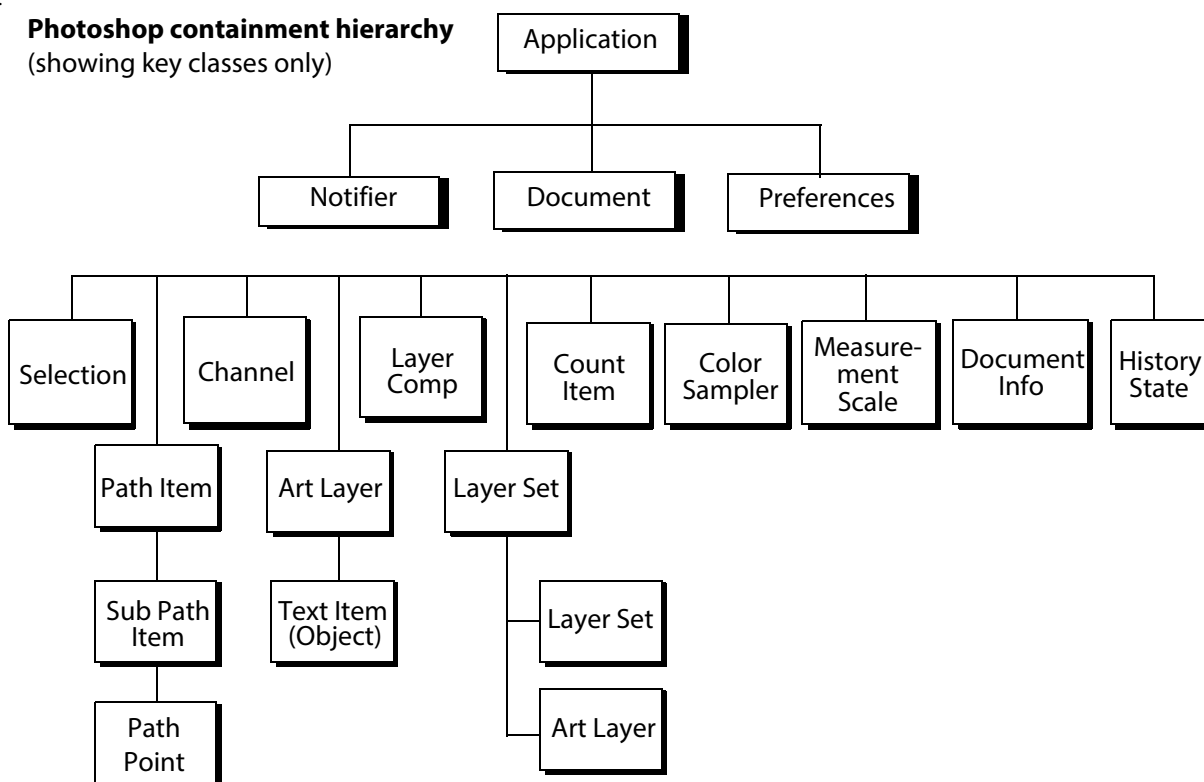 Photoshop containment hierarchy
(showing key classes only)
Application
Notifier
Document
Preferences
Selection
Channel
Layer
Comp
Count
Item
Color
Sampler
Measure-
ment
Scale
Document
Info
History
State
Path Item
Art Layer
Layer Set
Sub Path
Item
Text Item
(Object)
Layer Set
Path
Point
Art Layer